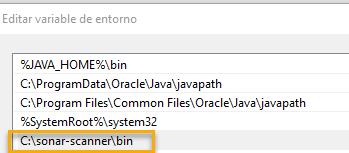 Editar variable de entorno
%JAVA_HOME%\bin
C:\ProgramData\Oracle\Java\javapath
C:\Program Files\Common Files\Oracle\Java\javapath
%SystemRoot%\system32
C:\sonar-scanner\bin